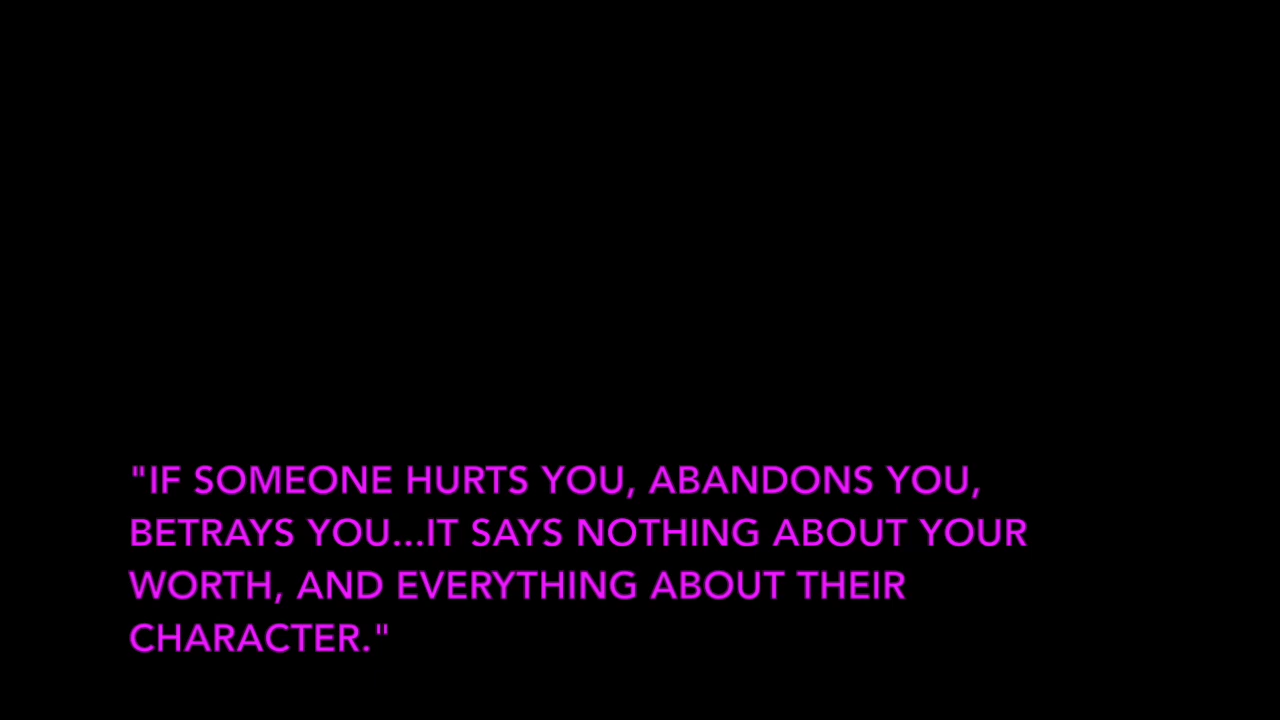 "IF SOMEONE HURTS YOU, ABANDONS YOU,
BETRAYS YOU...IT SAYS NOTHING ABOUT YOUR
WORTH, AND EVERYTHING ABOUT THEIR
CHARACTER."